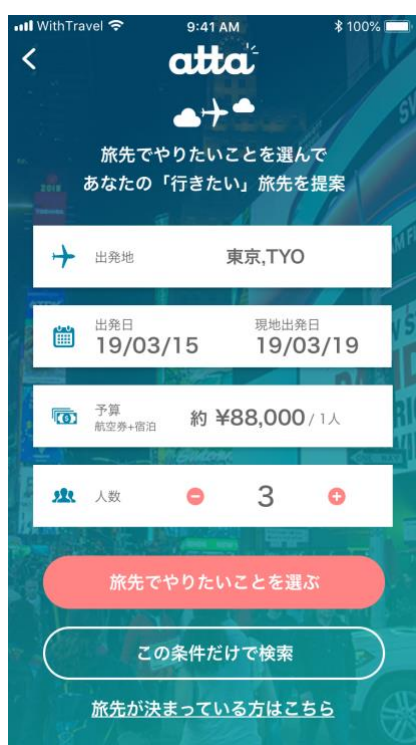 WithTravel 9:41 AM 100%
atta
旅先でやりたいことを選んで
あなたの「行きたい」旅先を提案
出発地 東京,TYO
出発日 現地出発日
19/03/15 19/03/19
予算
航空券+宿泊 約 ¥88,000 / 1人
人数 3
旅先でやりたいことを選ぶ
この条件だけで検索
旅先が決まっている方はこちら
2018
TOSHIBA